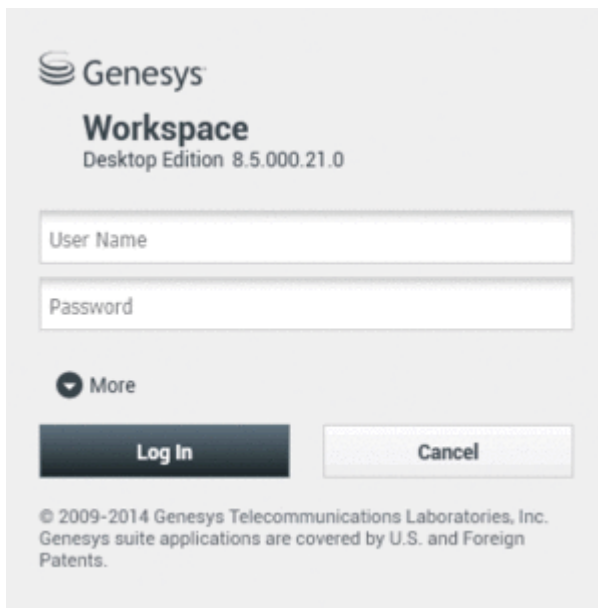 Genesys
Workspace
Desktop Edition 8.5.000.21.0
User Name
Password
More
Log In
Cancel
© 2009-2014 Genesys Telecommunications Laboratories, Inc.
Genesys suite applications are covered by U.S. and Foreign
Patents.